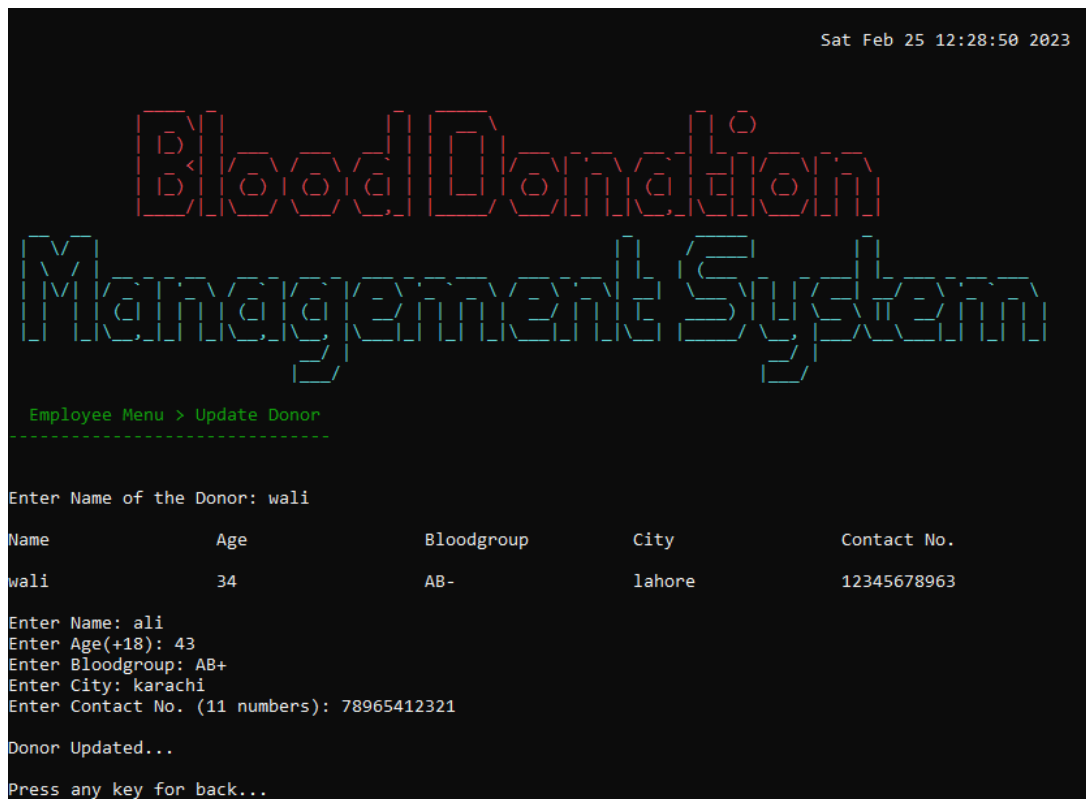 Sat Feb 25 12:28:50 2023
Blood Donation
Management System
Employee Menu > Update Donor
-------------------------------
Enter Name of the Donor: wali
Name Age Bloodgroup City Contact No.
wali 34 AB- lahore 12345678963
Enter Name: ali
Enter Age(+18): 43
Enter Bloodgroup: AB+
Enter City: karachi
Enter Contact No. (11 numbers): 78965412321
Donor Updated...
Press any key for back...